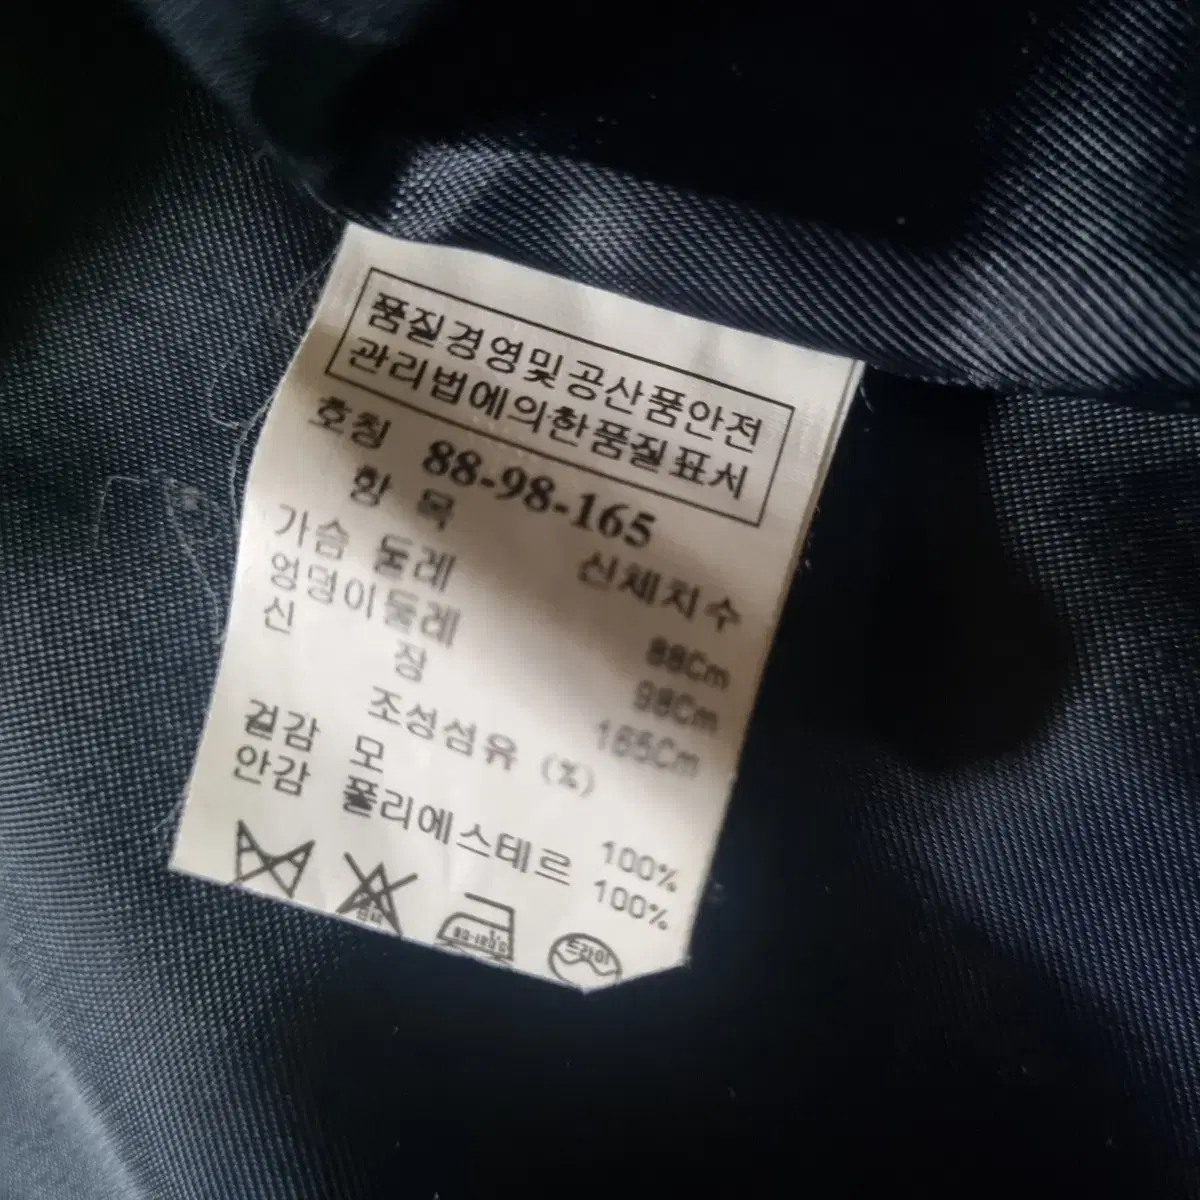 품질경영및공산품안전
관리법에의한품질표시
호칭 88-98-165
항 목 신체치수
가슴 둘레 88Cm
엉덩이둘레 98Cm
신 장 165Cm
조성섬유 (%)
겉감 모 100%
안감 폴리에스테르 100%
드라이